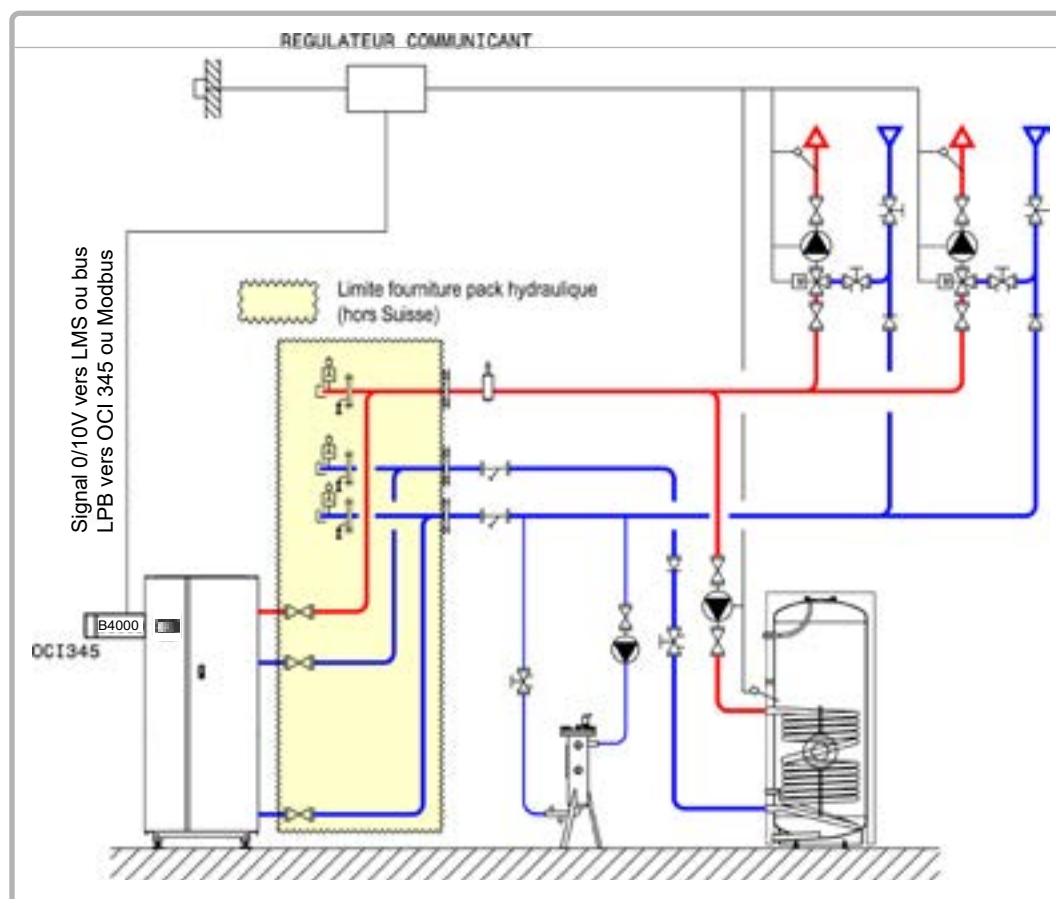 REGULATEUR COMMUNICANT
Signal 0/10V vers LMS ou bus
LPB vers OCI 345 ou Modbus
Limite fourniture pack hydraulique
(hors Suisse)
B4000
OCI345